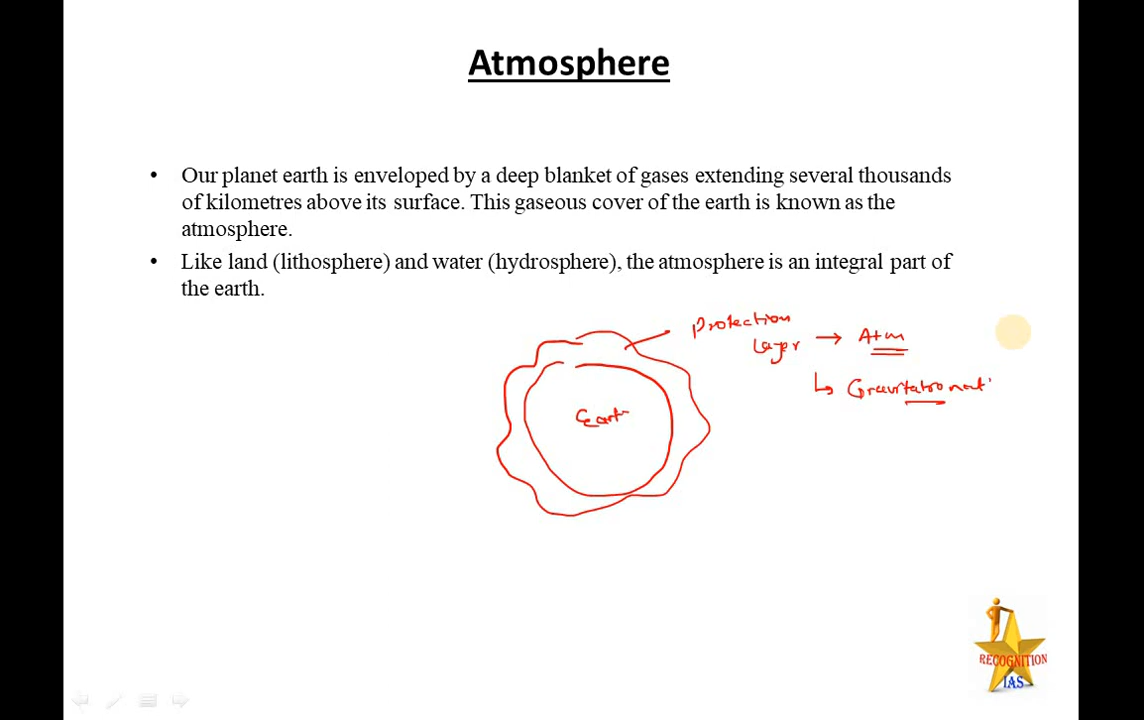 Atmosphere
• Our planet earth is enveloped by a deep blanket of gases extending several thousands
of kilometres above its surface. This gaseous cover of the earth is known as the
atmosphere.
• Like land (lithosphere) and water (hydrosphere), the atmosphere is an integral part of
the earth.
Protection
Layer → Atm
↳ Gravitational
Earth
RECOGNITION
IAS